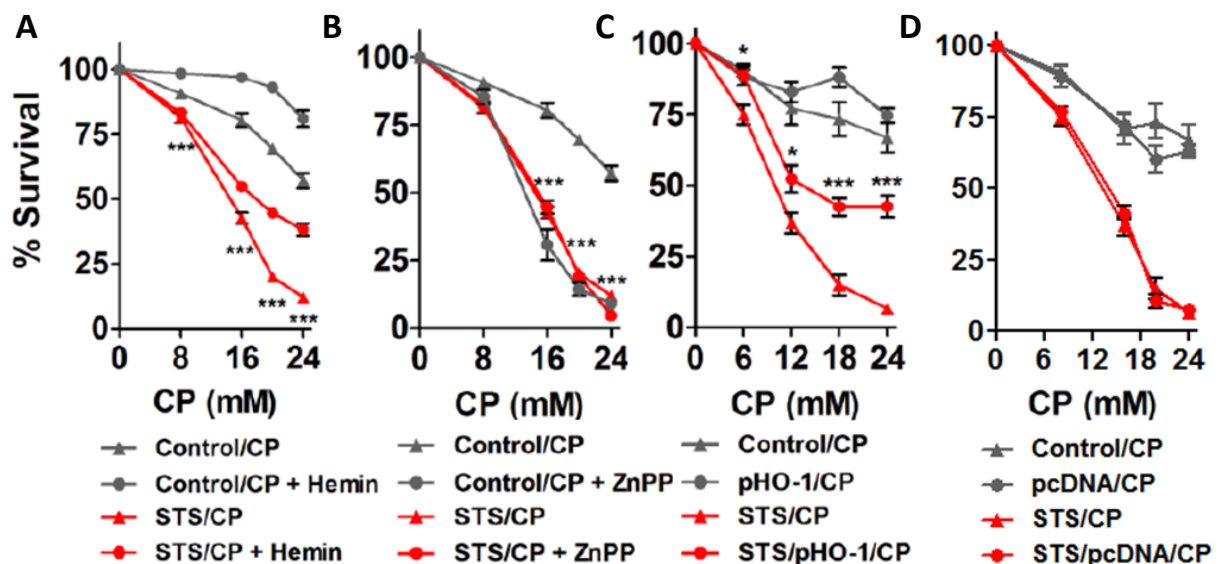 A
B
C
D
% Survival
100
75
50
25
0
***
***
***
***
0
8
16
24
CP (mM)
Control/CP
Control/CP + Hemin
STS/CP
STS/CP + Hemin
100
75
50
25
0
***
***
***
0
8
16
24
CP (mM)
Control/CP
Control/CP + ZnPP
STS/CP
STS/CP + ZnPP
100
75
50
25
0
*
*
***
***
0
6
12
18
24
CP (mM)
Control/CP
pHO-1/CP
STS/CP
STS/pHO-1/CP
100
75
50
25
0
0
6
12
18
24
CP (mM)
Control/CP
pcDNA/CP
STS/CP
STS/pcDNA/CP